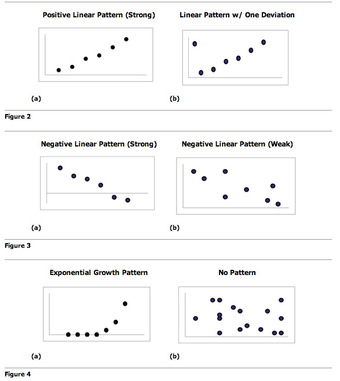 Positive Linear Pattern (Strong)
Linear Pattern w/ One Deviation
(a)
(b)
Figure 2
Negative Linear Pattern (Strong)
Negative Linear Pattern (Weak)
(a)
(b)
Figure 3
Exponential Growth Pattern
No Pattern
(a)
(b)
Figure 4